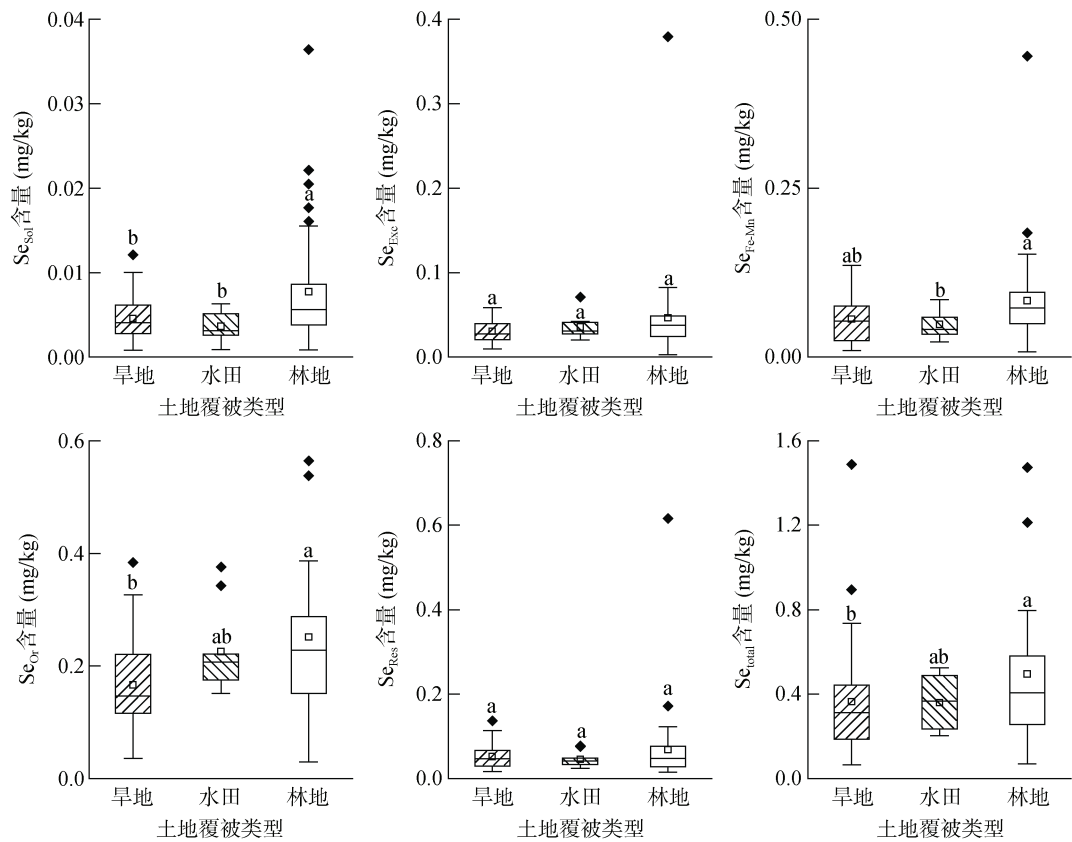 Se_Sol含量 (mg/kg)
0.04
0.03
0.02
0.01
0.00
b
b
a
旱地 水田 林地
土地覆被类型
Se_Exc含量 (mg/kg)
0.4
0.3
0.2
0.1
0.0
a
a
a
旱地 水田 林地
土地覆被类型
Se_Fe-Mn含量 (mg/kg)
0.50
0.25
0.00
ab
b
a
旱地 水田 林地
土地覆被类型
Se_Or含量 (mg/kg)
0.6
0.4
0.2
0.0
b
ab
a
旱地 水田 林地
土地覆被类型
Se_Res含量 (mg/kg)
0.8
0.6
0.4
0.2
0.0
a
a
a
旱地 水田 林地
土地覆被类型
Se_total含量 (mg/kg)
1.6
1.2
0.8
0.4
0.0
b
ab
a
旱地 水田 林地
土地覆被类型